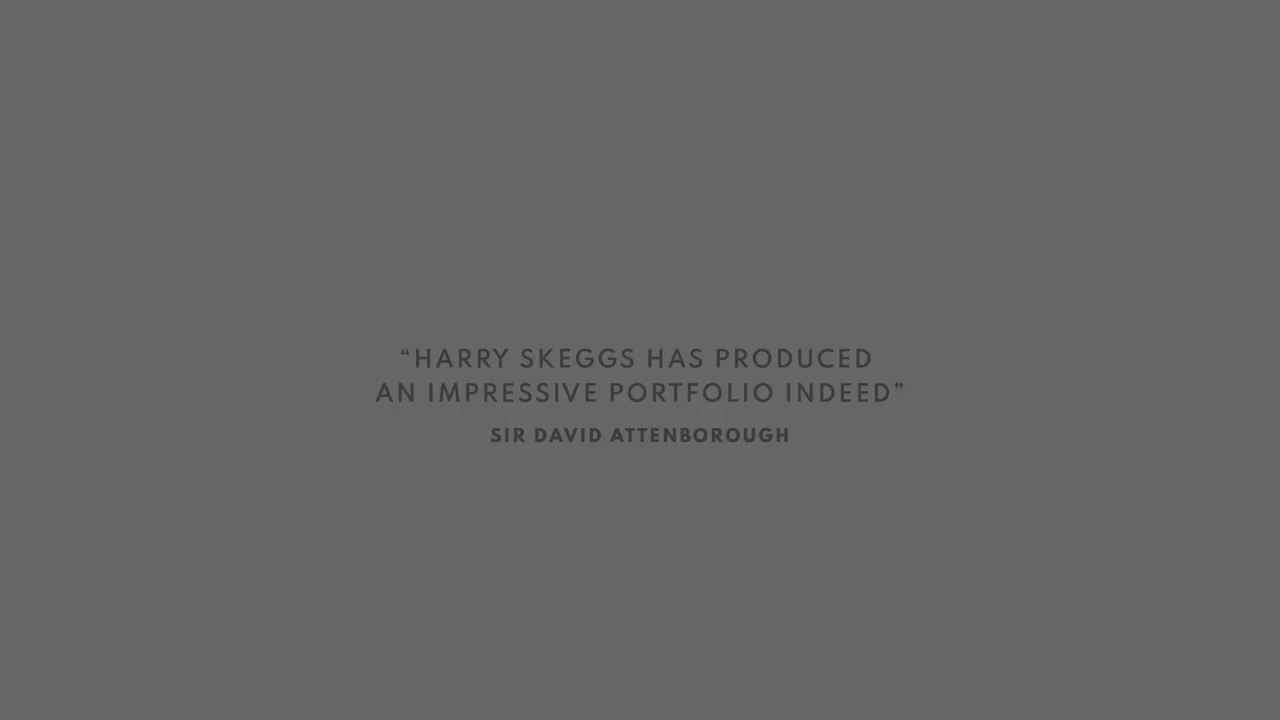 “HARRY SKEGGS HAS PRODUCED
AN IMPRESSIVE PORTFOLIO INDEED”
SIR DAVID ATTENBOROUGH